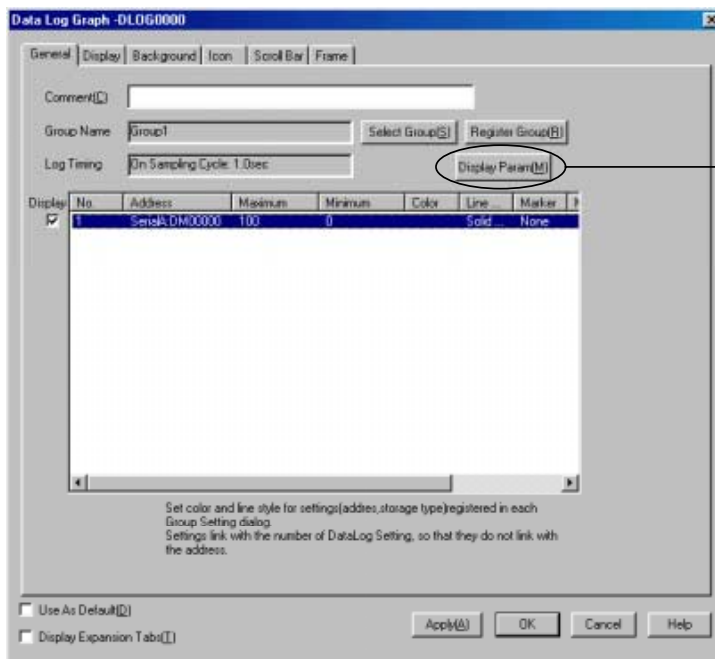 Data Log Graph -DLOG0000
General Display Background Icon Scroll Bar Frame
Comment(C)
Group Name Group1 Select Group(S) Register Group(R)
Log Timing On Sampling Cycle: 1.0sec Display Param(M)
Display No. Address Maximum Minimum Color Line ... Marker
1 SerialA:DM00000 100 0 Solid ... None
Set color and line style for settings(addres,storage type)registered in each
Group Setting dialog.
Settings link with the number of DataLog Setting, so that they do not link with
the address.
Use As Default(D)
Display Expansion Tabs(T)
Apply(A) OK Cancel Help